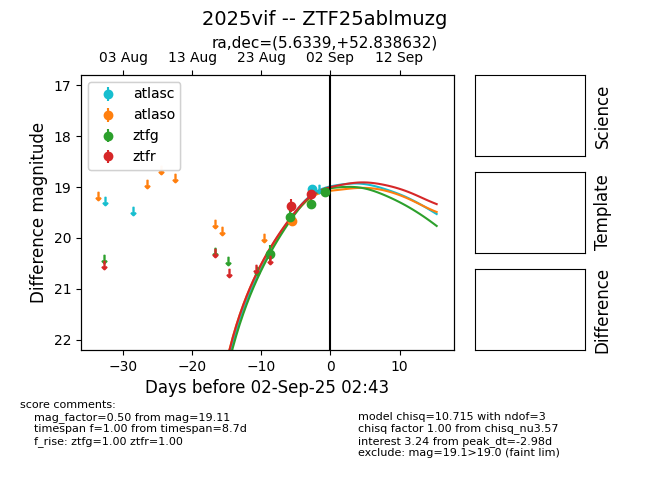 2025vif -- ZTF25ablmuzg
ra,dec=(5.6339,+52.838632)
03 Aug 13 Aug 23 Aug 02 Sep 12 Sep
atlasc
atlaso
ztfg
ztfr
17
18
19
20
21
22
Difference magnitude
−30 −20 −10 0 10
Days before 02-Sep-25 02:43
Science
Template
Difference
score comments:
mag_factor=0.50 from mag=19.11
timespan f=1.00 from timespan=8.7d
f_rise: ztfg=1.00 ztfr=1.00
model chisq=10.715 with ndof=3
chisq factor 1.00 from chisq_nu3.57
interest 3.24 from peak_dt=-2.98d
exclude: mag=19.1>19.0 (faint lim)